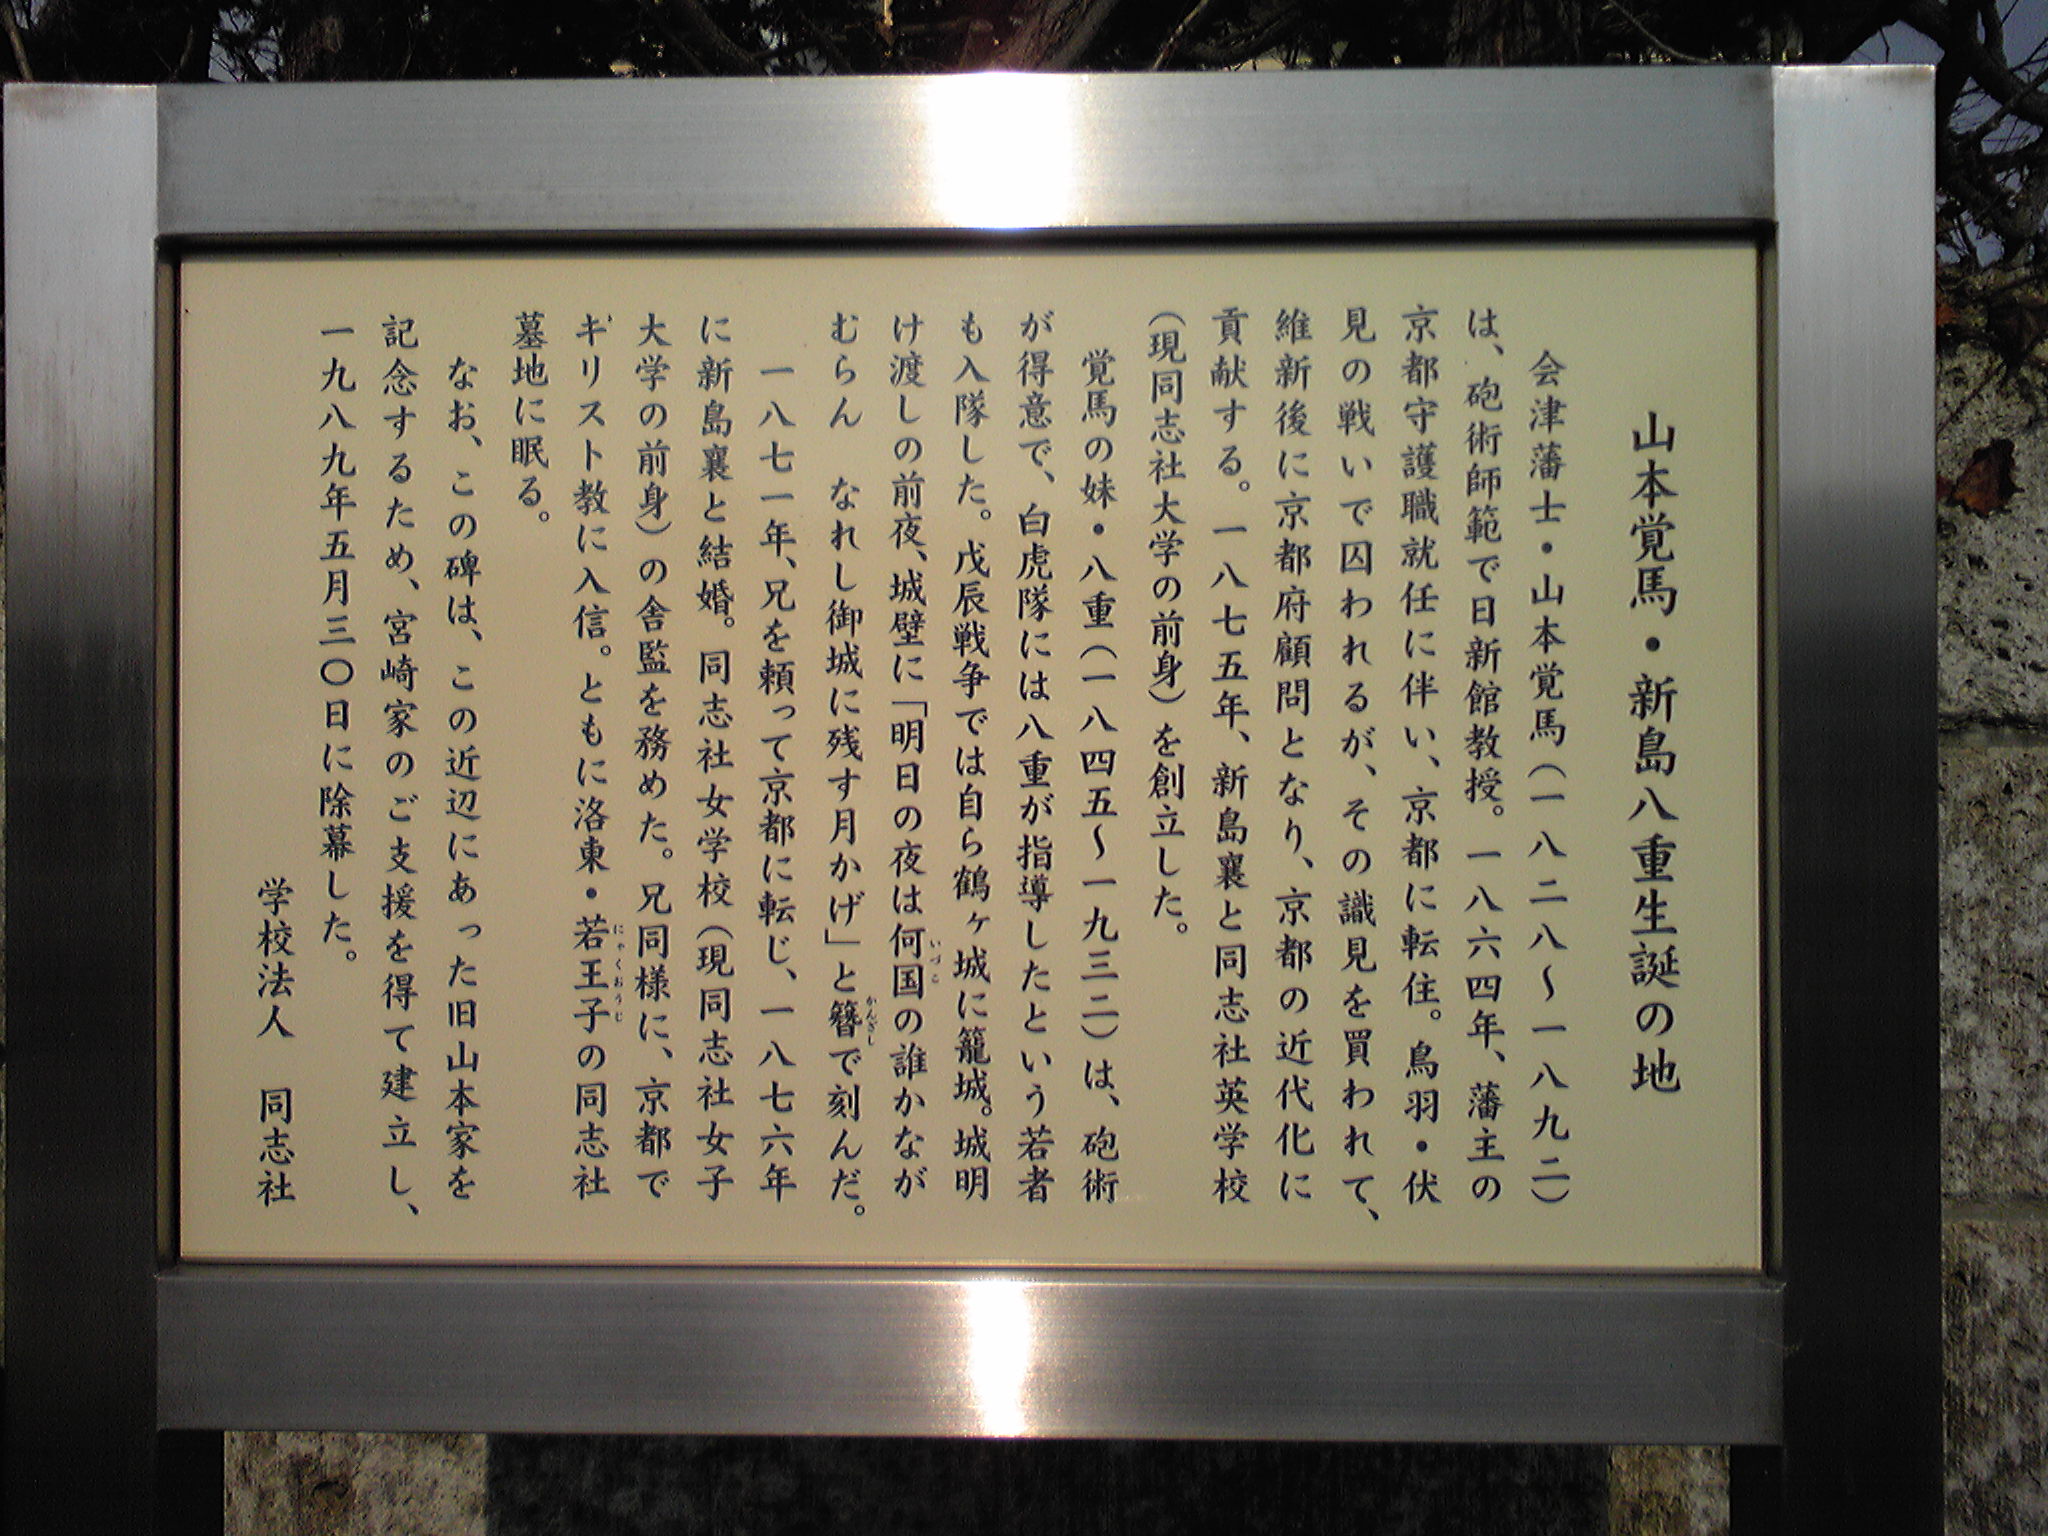 山本覚馬・新島八重生誕の地
会津藩士・山本覚馬(一八二八〜一八九二)
は、砲術師範で日新館教授。一八六四年、藩主の
京都守護職就任に伴い、京都に転住。鳥羽・伏
見の戦いで囚われるが、その識見を買われて、
維新後に京都府顧問となり、京都の近代化に
貢献する。一八七五年、新島襄と同志社英学校
(現同志社大学の前身)を創立した。
覚馬の妹・八重(一八四五〜一九三二)は、砲術
が得意で、白虎隊には八重が指導したという若者
も入隊した。戊辰戦争では自ら鶴ヶ城に籠城。城明
け渡しの前夜、城壁に「明日の夜は何国の誰かなが
いづこ
むらん　なれし御城に残す月かげ」と簪で刻んだ。
かんざし
一八七一年、兄を頼って京都に転じ、一八七六年
に新島襄と結婚。同志社女学校(現同志社女子
大学の前身)の舎監を務めた。兄同様に、京都で
キリスト教に入信。ともに洛東・若王子の同志社
にゃくおうじ
墓地に眠る。
なお、この碑は、この近辺にあった旧山本家を
記念するため、宮崎家のご支援を得て建立し、
一九八九年五月三〇日に除幕した。
学校法人　同志社